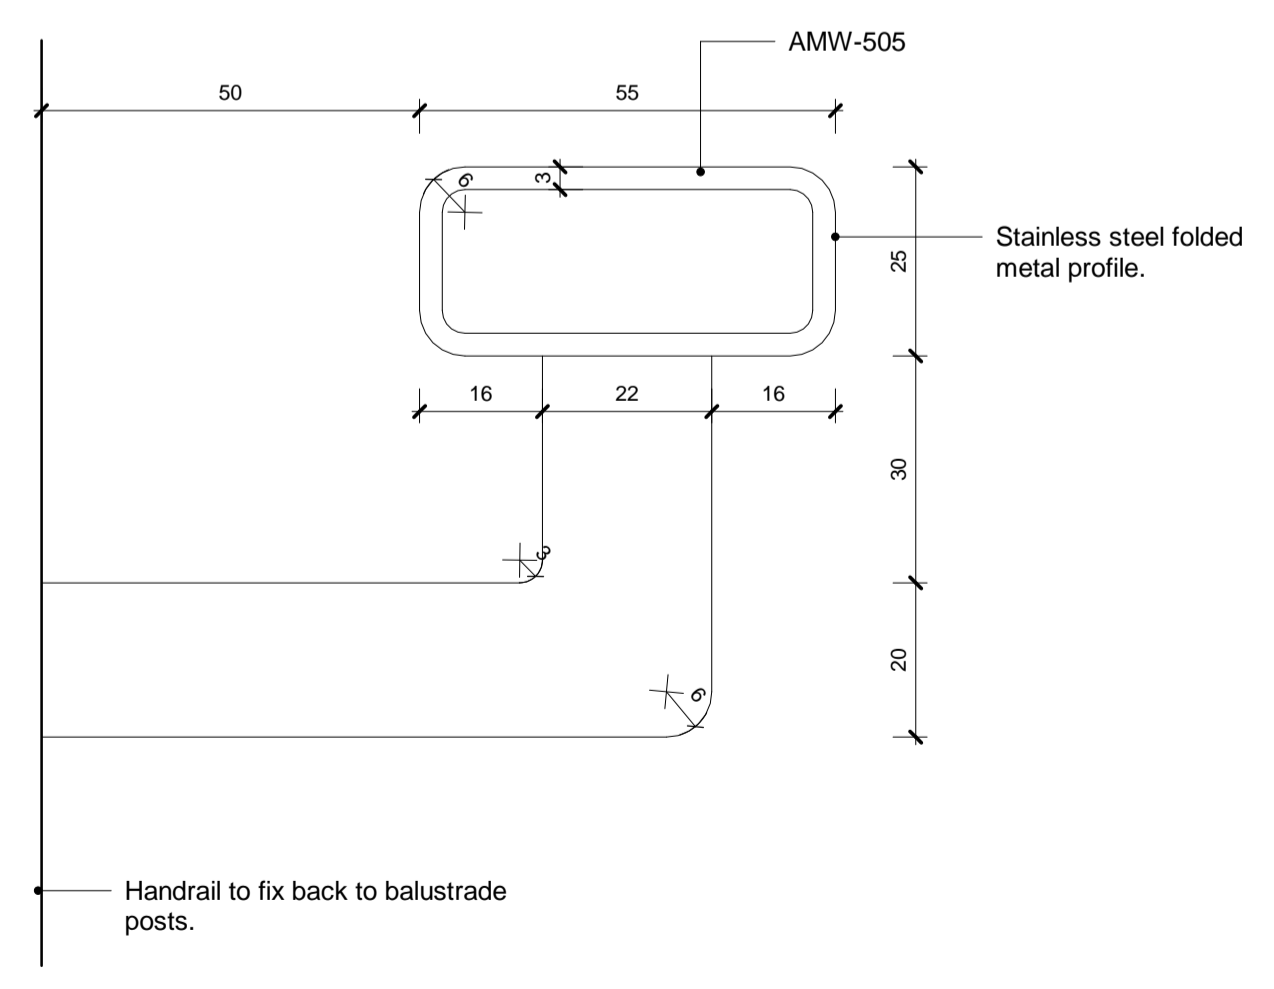 AMW-505
50
55
6
3
Stainless steel folded
metal profile.
25
16
22
16
30
3
20
6
Handrail to fix back to balustrade
posts.